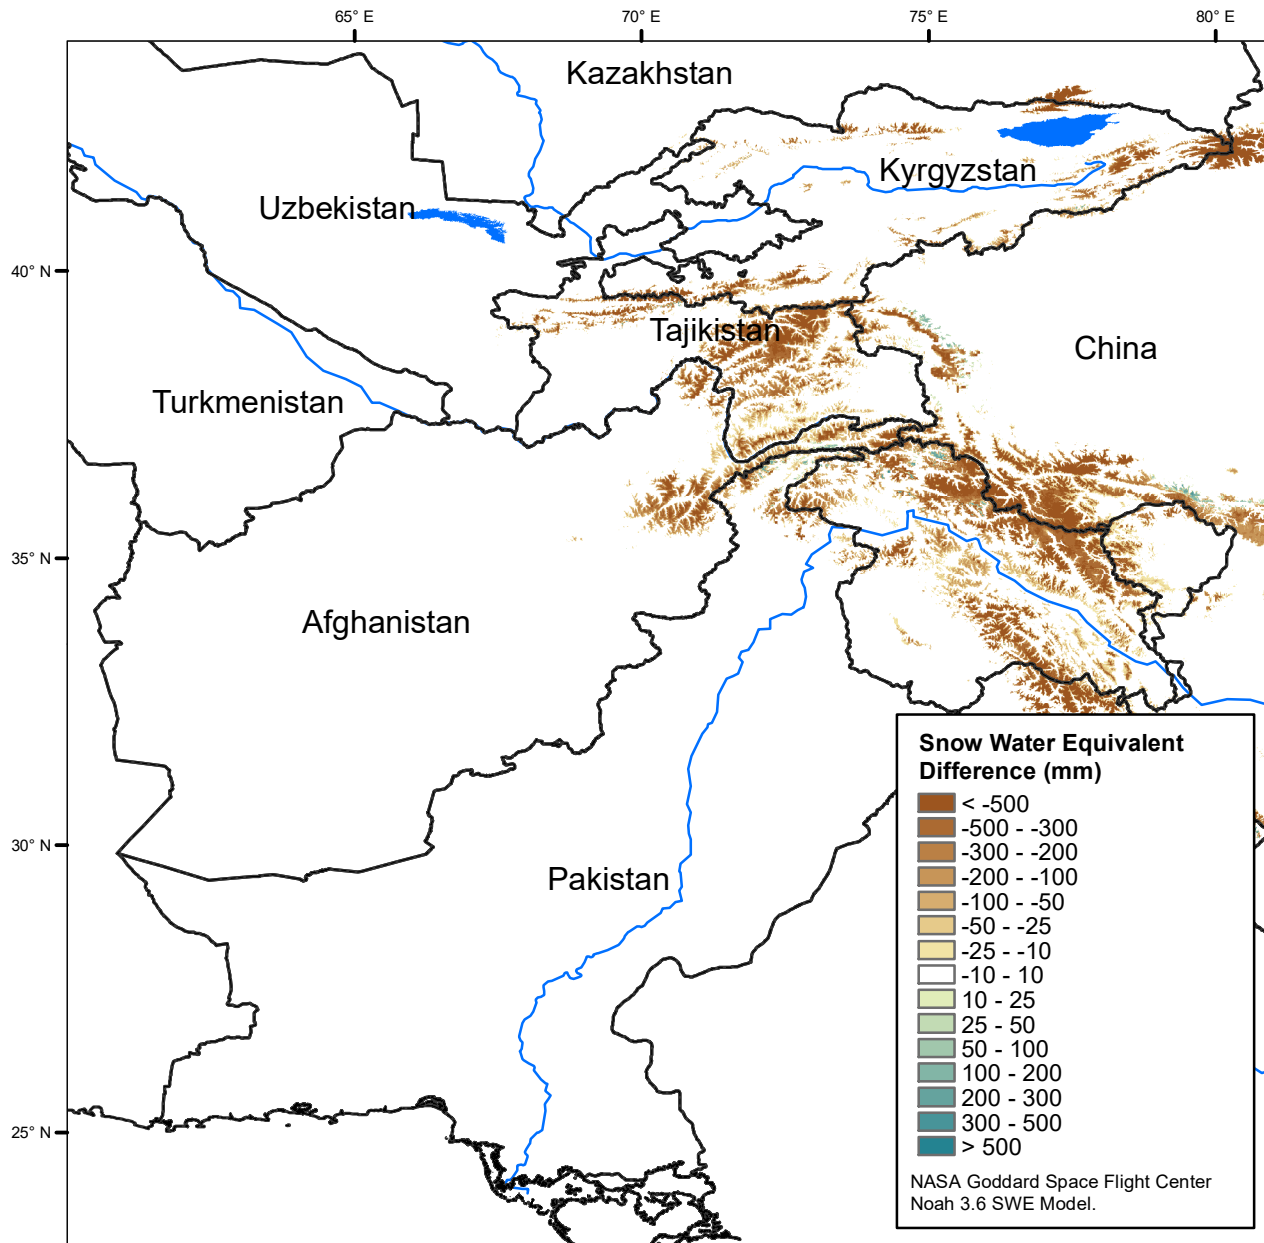 65° E
70° E
75° E
80° E
Kazakhstan
Kyrgyzstan
Uzbekistan
40° N
Tajikistan
China
Turkmenistan
35° N
Afghanistan
30° N
Pakistan
25° N
Snow Water Equivalent
Difference (mm)
< -500
-500 - -300
-300 - -200
-200 - -100
-100 - -50
-50 - -25
-25 - -10
-10 - 10
10 - 25
25 - 50
50 - 100
100 - 200
200 - 300
300 - 500
> 500
NASA Goddard Space Flight Center
Noah 3.6 SWE Model.